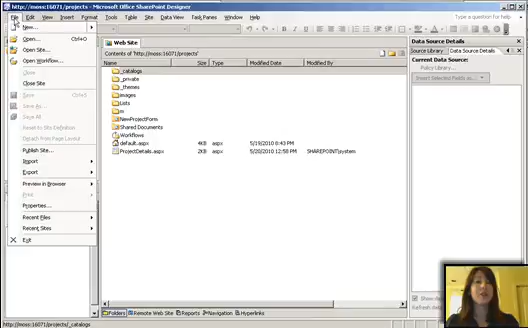 http://moss:16071/projects/ - Microsoft Office SharePoint Designer
File Edit View Insert Format Tools Table Site Data View Task Panes Window Help
Type a question for help
New...
Open... Ctrl+O
Open Site...
Open Workflow...
Close
Close Site
Save Ctrl+S
Save As...
Save All
Reset to Site Definition
Detach from Page Layout
Publish Site...
Import
Export
Preview in Browser
Print
Properties...
Recent Files
Recent Sites
Exit
Web Site
Contents of 'http://moss:16071/projects'
Name Size Type Modified Date Modified By
_catalogs
_private
_themes
images
Lists
m
NewProjectForm
Shared Documents
Workflows
default.aspx 4KB aspx 5/19/2010 8:43 PM
ProjectDetails.aspx 2KB aspx 5/20/2010 12:58 PM SHAREPOINT\system
Folders Remote Web Site Reports Navigation Hyperlinks
Data Source Details
Source Library Data Source Details
Current Data Source:
Policy Library...
Insert Selected Fields as...
http://moss:16071/projects/_catalogs